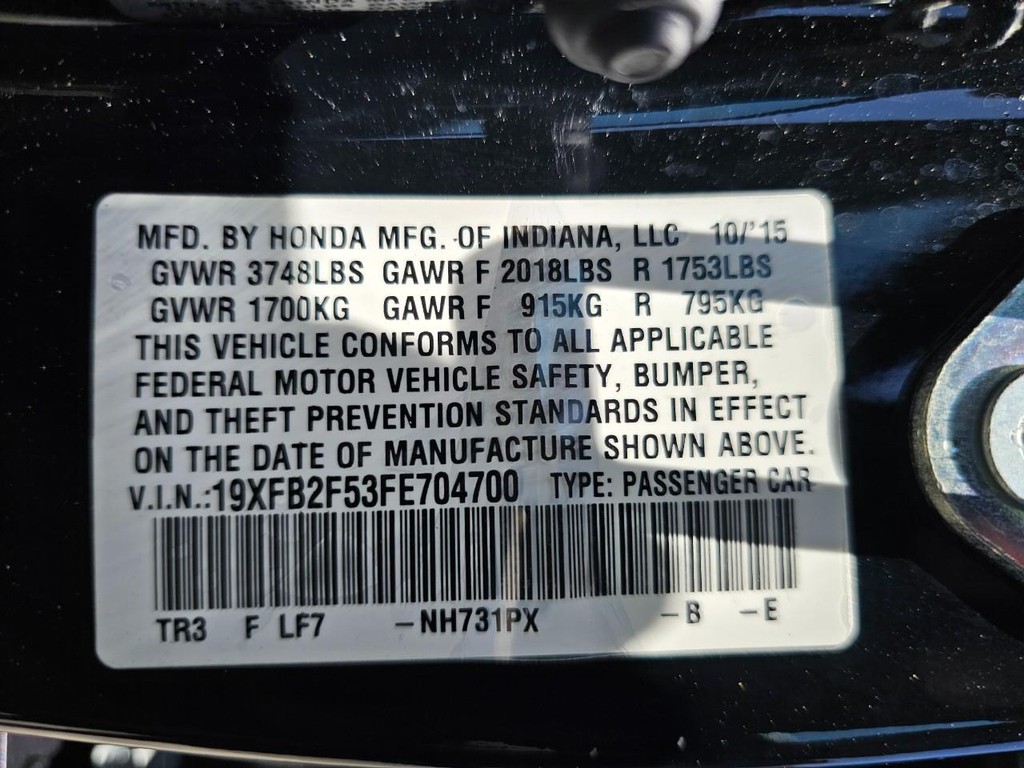 MFD. BY HONDA MFG. OF INDIANA, LLC 10/'15
GVWR 3748LBS GAWR F 2018LBS R 1753LBS
GVWR 1700KG GAWR F 915KG R 795KG
THIS VEHICLE CONFORMS TO ALL APPLICABLE
FEDERAL MOTOR VEHICLE SAFETY, BUMPER,
AND THEFT PREVENTION STANDARDS IN EFFECT
ON THE DATE OF MANUFACTURE SHOWN ABOVE.
V.I.N.:19XFB2F53FE704700 TYPE: PASSENGER CAR
TR3 F LF7 –NH731PX –B –E